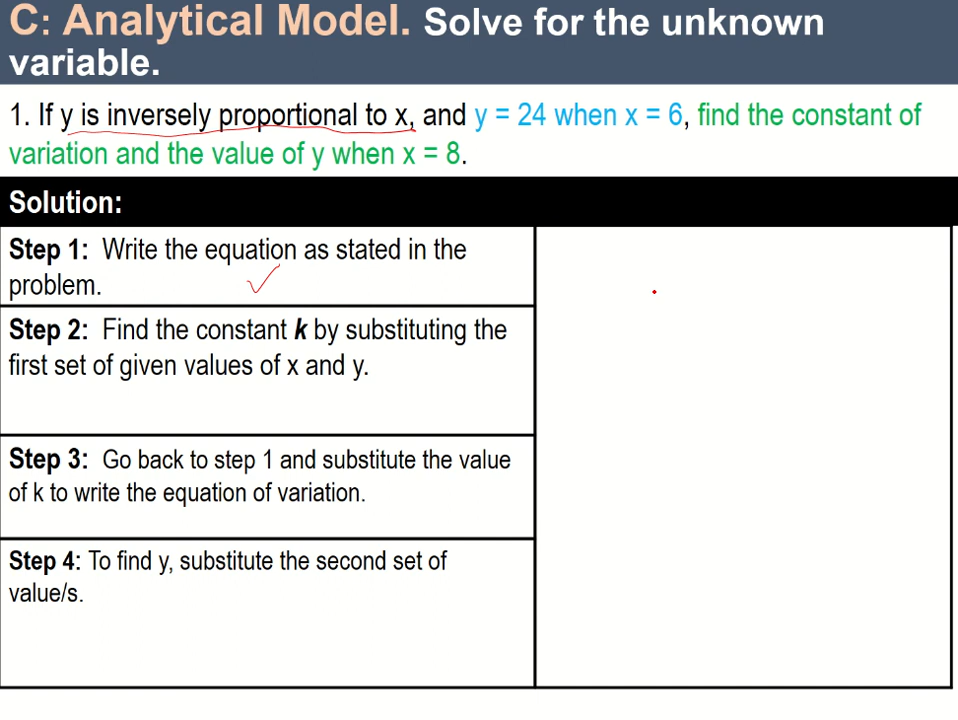 C: Analytical Model. Solve for the unknown
variable.
1. If y is inversely proportional to x, and y = 24 when x = 6, find the constant of
variation and the value of y when x = 8.
Solution:
Step 1: Write the equation as stated in the
problem.
Step 2: Find the constant k by substituting the
first set of given values of x and y.
Step 3: Go back to step 1 and substitute the value
of k to write the equation of variation.
Step 4: To find y, substitute the second set of
value/s.